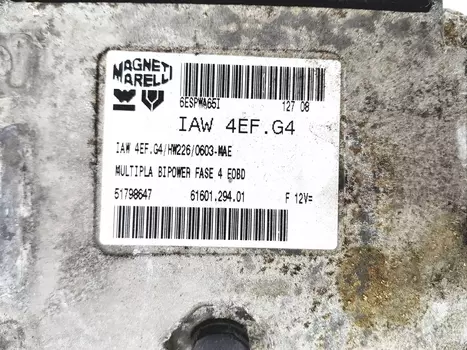 MAGNETI
MARELLI
6ESPWA65I 127 08
IAW 4EF.G4
IAW 4EF.G4/HW226/0603-MAE
MULTIPLA BIPOWER FASE 4 EOBD
51798647 61601.294.01 F 12V=